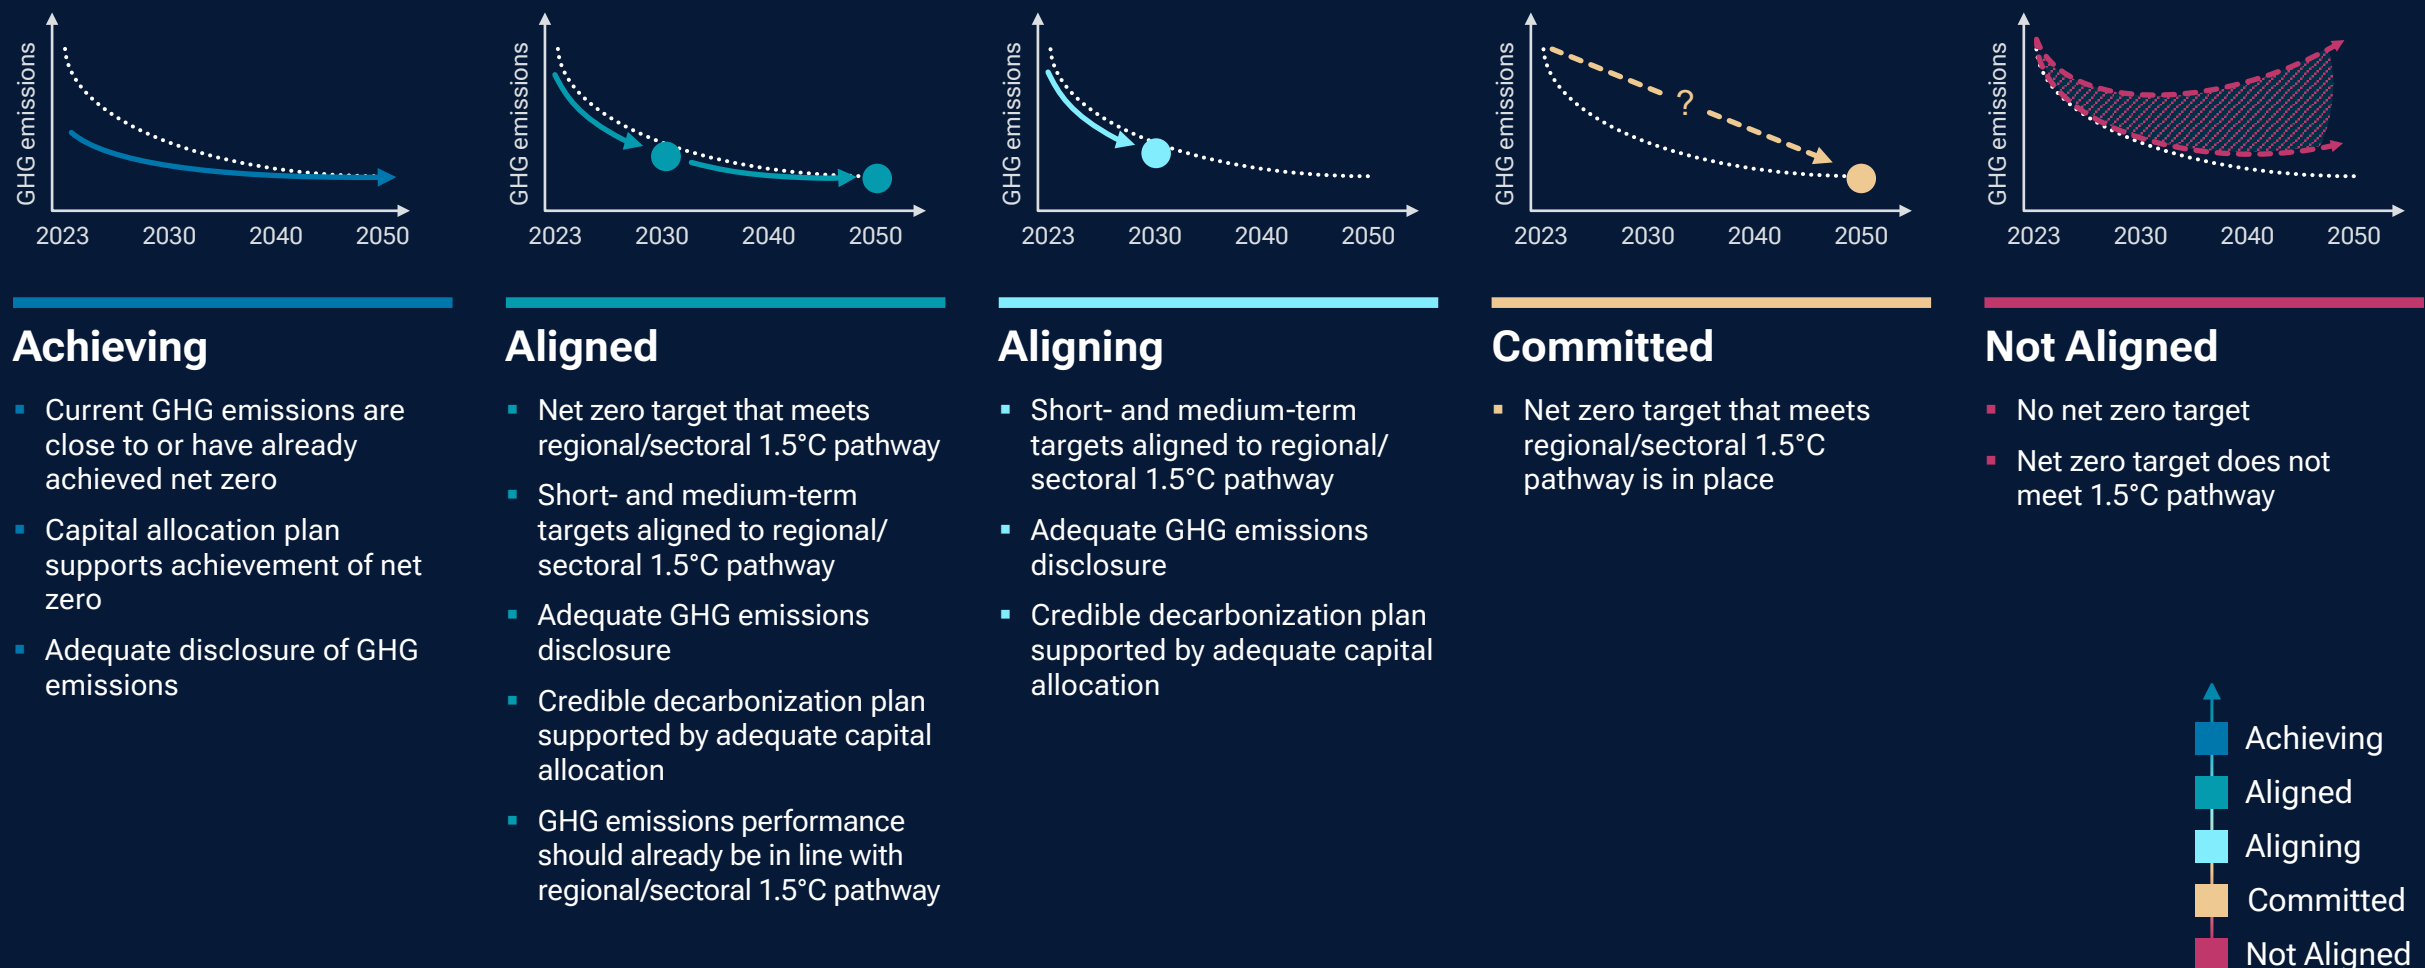 GHG emissions
2023 2030 2040 2050
GHG emissions
2023 2030 2040 2050
GHG emissions
2023 2030 2040 2050
GHG emissions
?
2023 2030 2040 2050
GHG emissions
2023 2030 2040 2050
Achieving
Current GHG emissions are
close to or have already
achieved net zero
Capital allocation plan
supports achievement of net
zero
Adequate disclosure of GHG
emissions
Aligned
Net zero target that meets
regional/sectoral 1.5°C pathway
Short- and medium-term
targets aligned to regional/
sectoral 1.5°C pathway
Adequate GHG emissions
disclosure
Credible decarbonization plan
supported by adequate capital
allocation
GHG emissions performance
should already be in line with
regional/sectoral 1.5°C pathway
Aligning
Short- and medium-term
targets aligned to regional/
sectoral 1.5°C pathway
Adequate GHG emissions
disclosure
Credible decarbonization plan
supported by adequate capital
allocation
Committed
Net zero target that meets
regional/sectoral 1.5°C
pathway is in place
Not Aligned
No net zero target
Net zero target does not
meet 1.5°C pathway
Achieving
Aligned
Aligning
Committed
Not Aligned